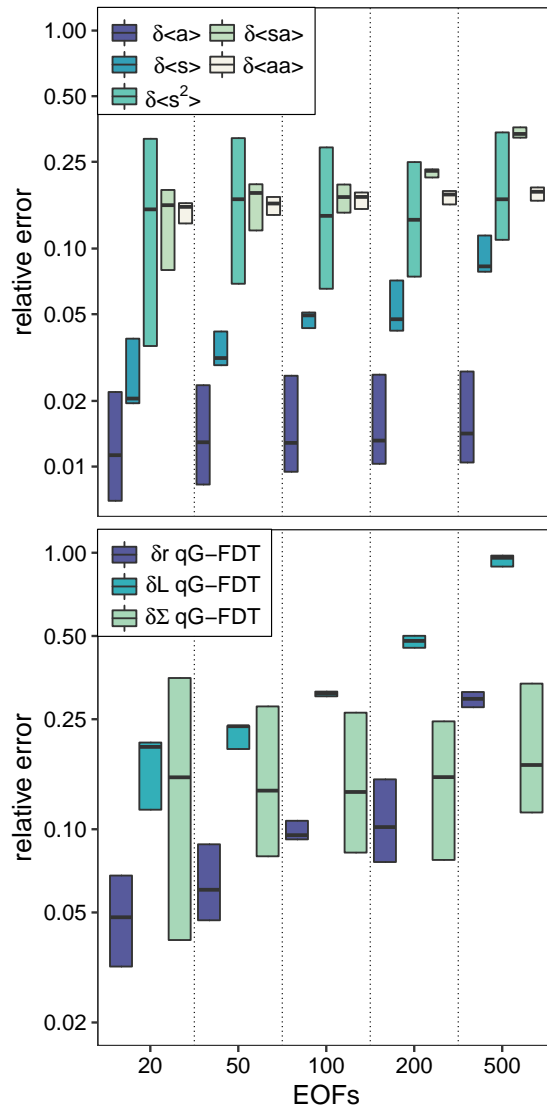 1.00
0.50
0.25
0.10
0.05
0.02
0.01
relative error
δ<a> δ<sa>
δ<s> δ<aa>
δ<s²>
1.00
0.50
0.25
0.10
0.05
0.02
relative error
δr qG−FDT
δL qG−FDT
δΣ qG−FDT
20 50 100 200 500
EOFs